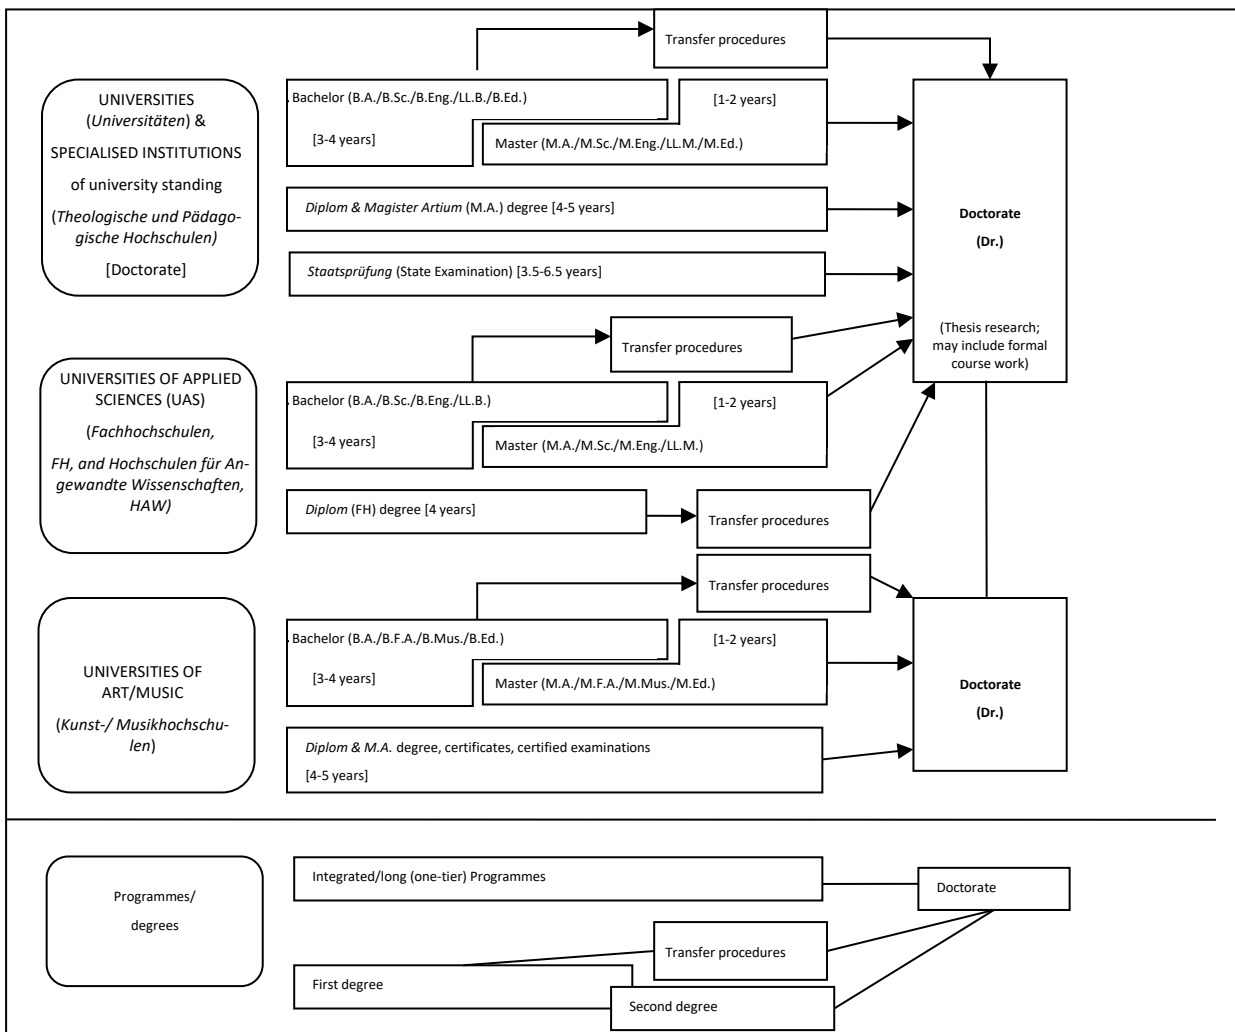 Transfer procedures
UNIVERSITIES
(Universitäten) &
SPECIALISED INSTITUTIONS
of university standing
(Theologische und Pädago-
gische Hochschulen)
[Doctorate]
Bachelor (B.A./B.Sc./B.Eng./LL.B./B.Ed.)
[3-4 years]
[1-2 years]
Master (M.A./M.Sc./M.Eng./LL.M./M.Ed.)
Diplom & Magister Artium (M.A.) degree [4-5 years]
Staatsprüfung (State Examination) [3.5-6.5 years]
Doctorate
(Dr.)
(Thesis research;
may include formal
course work)
Transfer procedures
UNIVERSITIES OF APPLIED
SCIENCES (UAS)
(Fachhochschulen,
FH, and Hochschulen für An-
gewandte Wissenschaften,
HAW)
Bachelor (B.A./B.Sc./B.Eng./LL.B.)
[3-4 years]
[1-2 years]
Master (M.A./M.Sc./M.Eng./LL.M.)
Diplom (FH) degree [4 years]
Transfer procedures
Transfer procedures
UNIVERSITIES OF
ART/MUSIC
(Kunst-/ Musikhochschu-
len)
Bachelor (B.A./B.F.A./B.Mus./B.Ed.)
[3-4 years]
[1-2 years]
Master (M.A./M.F.A./M.Mus./M.Ed.)
Diplom & M.A. degree, certificates, certified examinations
[4-5 years]
Doctorate
(Dr.)
Programmes/
degrees
Integrated/long (one-tier) Programmes
Doctorate
Transfer procedures
First degree
Second degree